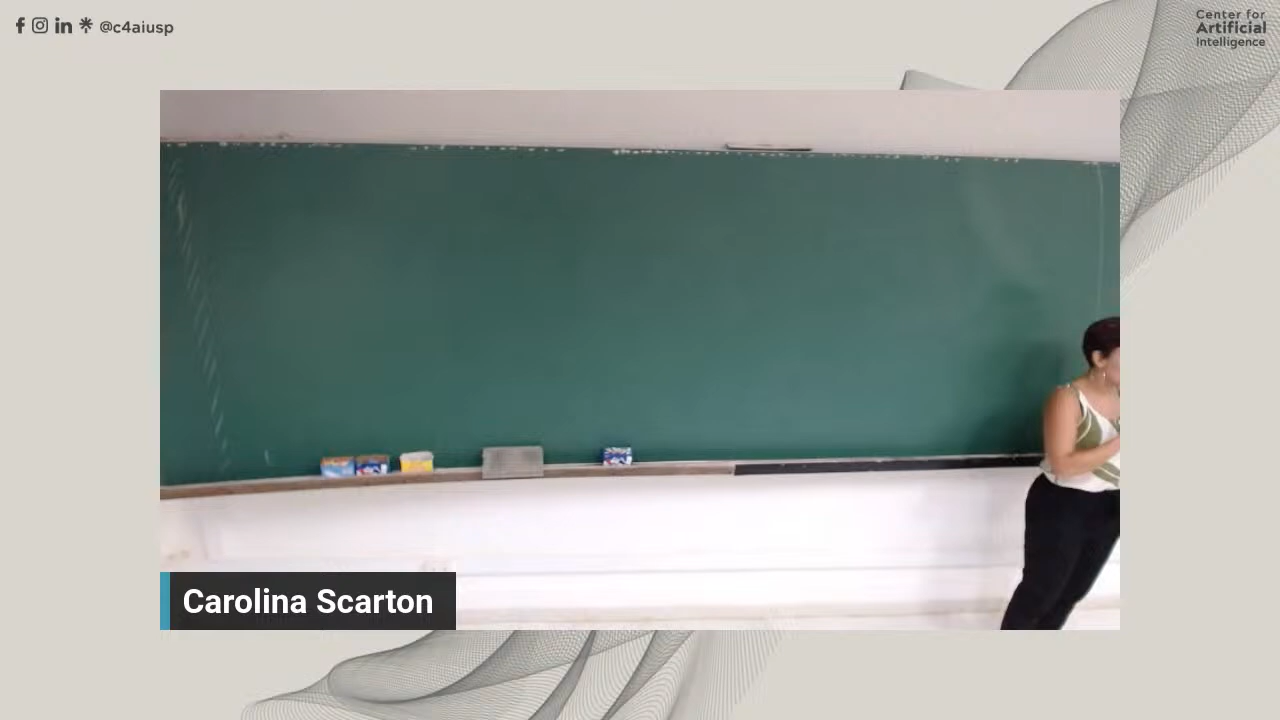 @c4aiusp
Center for
Artificial
Intelligence
Carolina Scarton